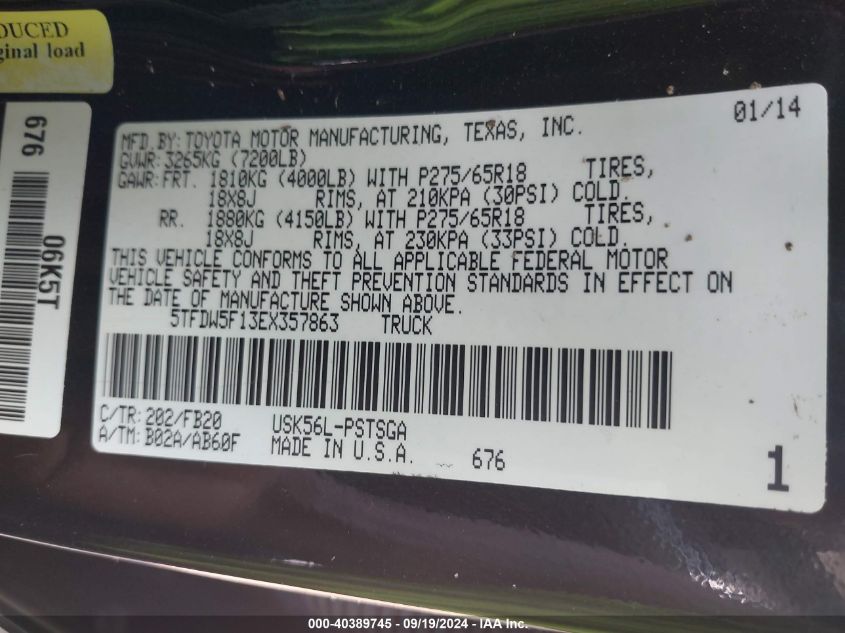 DUCED
ginal load
676
06K5T
01/14
MFD.BY:TOYOTA MOTOR MANUFACTURING, TEXAS, INC.
GVWR:3265KG (7200LB)
GAWR:FRT. 1810KG (4000LB) WITH P275/65R18 TIRES,
18X8J RIMS, AT 210KPA (30PSI) COLD.
RR. 1880KG (4150LB) WITH P275/65R18 TIRES,
18X8J RIMS, AT 230KPA (33PSI) COLD.
THIS VEHICLE CONFORMS TO ALL APPLICABLE FEDERAL MOTOR
VEHICLE SAFETY AND THEFT PREVENTION STANDARDS IN EFFECT ON
THE DATE OF MANUFACTURE SHOWN ABOVE.
5TFDW5F13EX357863 TRUCK
C/TR: 202/FB20 USK56L-PSTSGA
A/TM: B02A/AB60F MADE IN U.S.A. 676
1
000-40389745 - 09/19/2024 - IAA Inc.